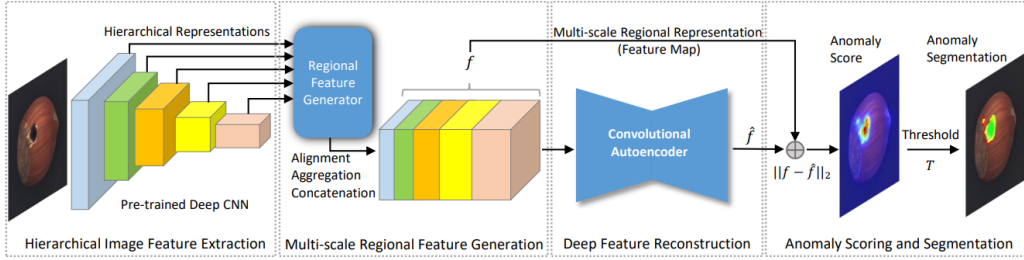 Hierarchical Representations
Pre-trained Deep CNN
Hierarchical Image Feature Extraction
Regional
Feature
Generator
Alignment
Aggregation
Concatenation
f
Multi-scale Regional Feature Generation
Multi-scale Regional Representation
(Feature Map)
Convolutional
Autoencoder
f̂
Deep Feature Reconstruction
||f − f̂||₂
Anomaly
Score
Threshold
T
Anomaly
Segmentation
Anomaly Scoring and Segmentation